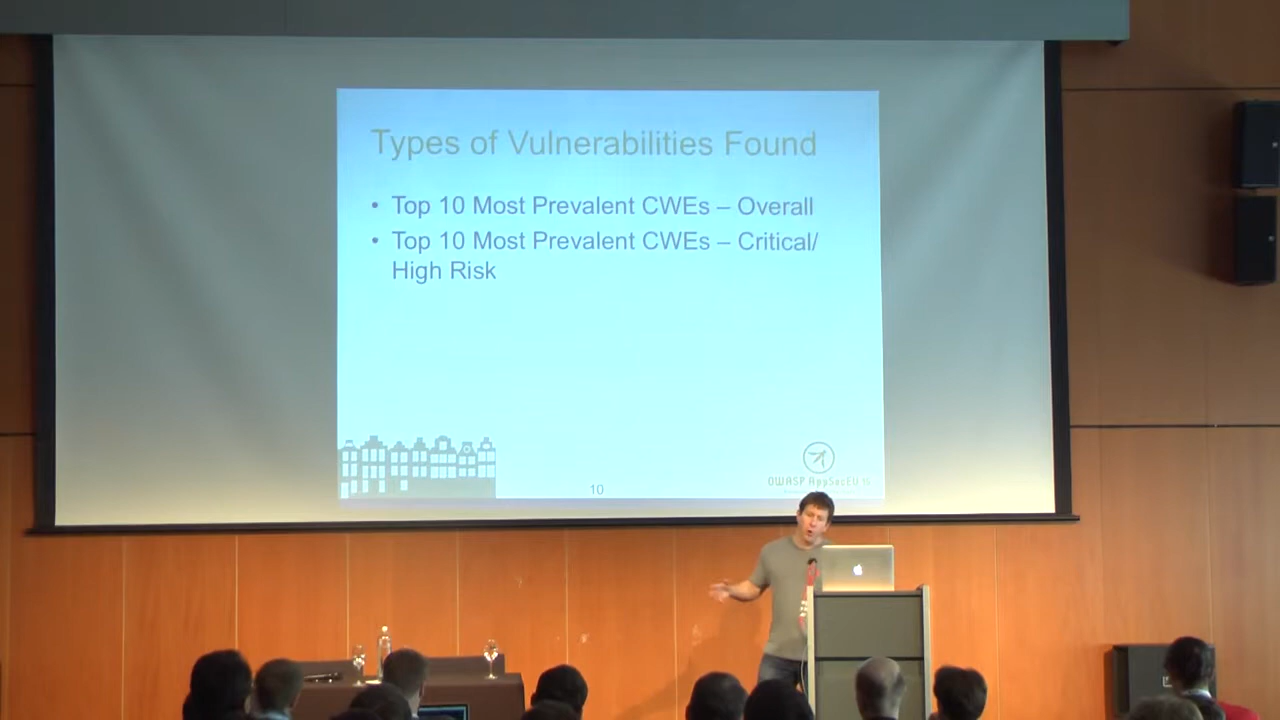 Types of Vulnerabilities Found
• Top 10 Most Prevalent CWEs – Overall
• Top 10 Most Prevalent CWEs – Critical/
High Risk
10
OWASP AppSecEU 15